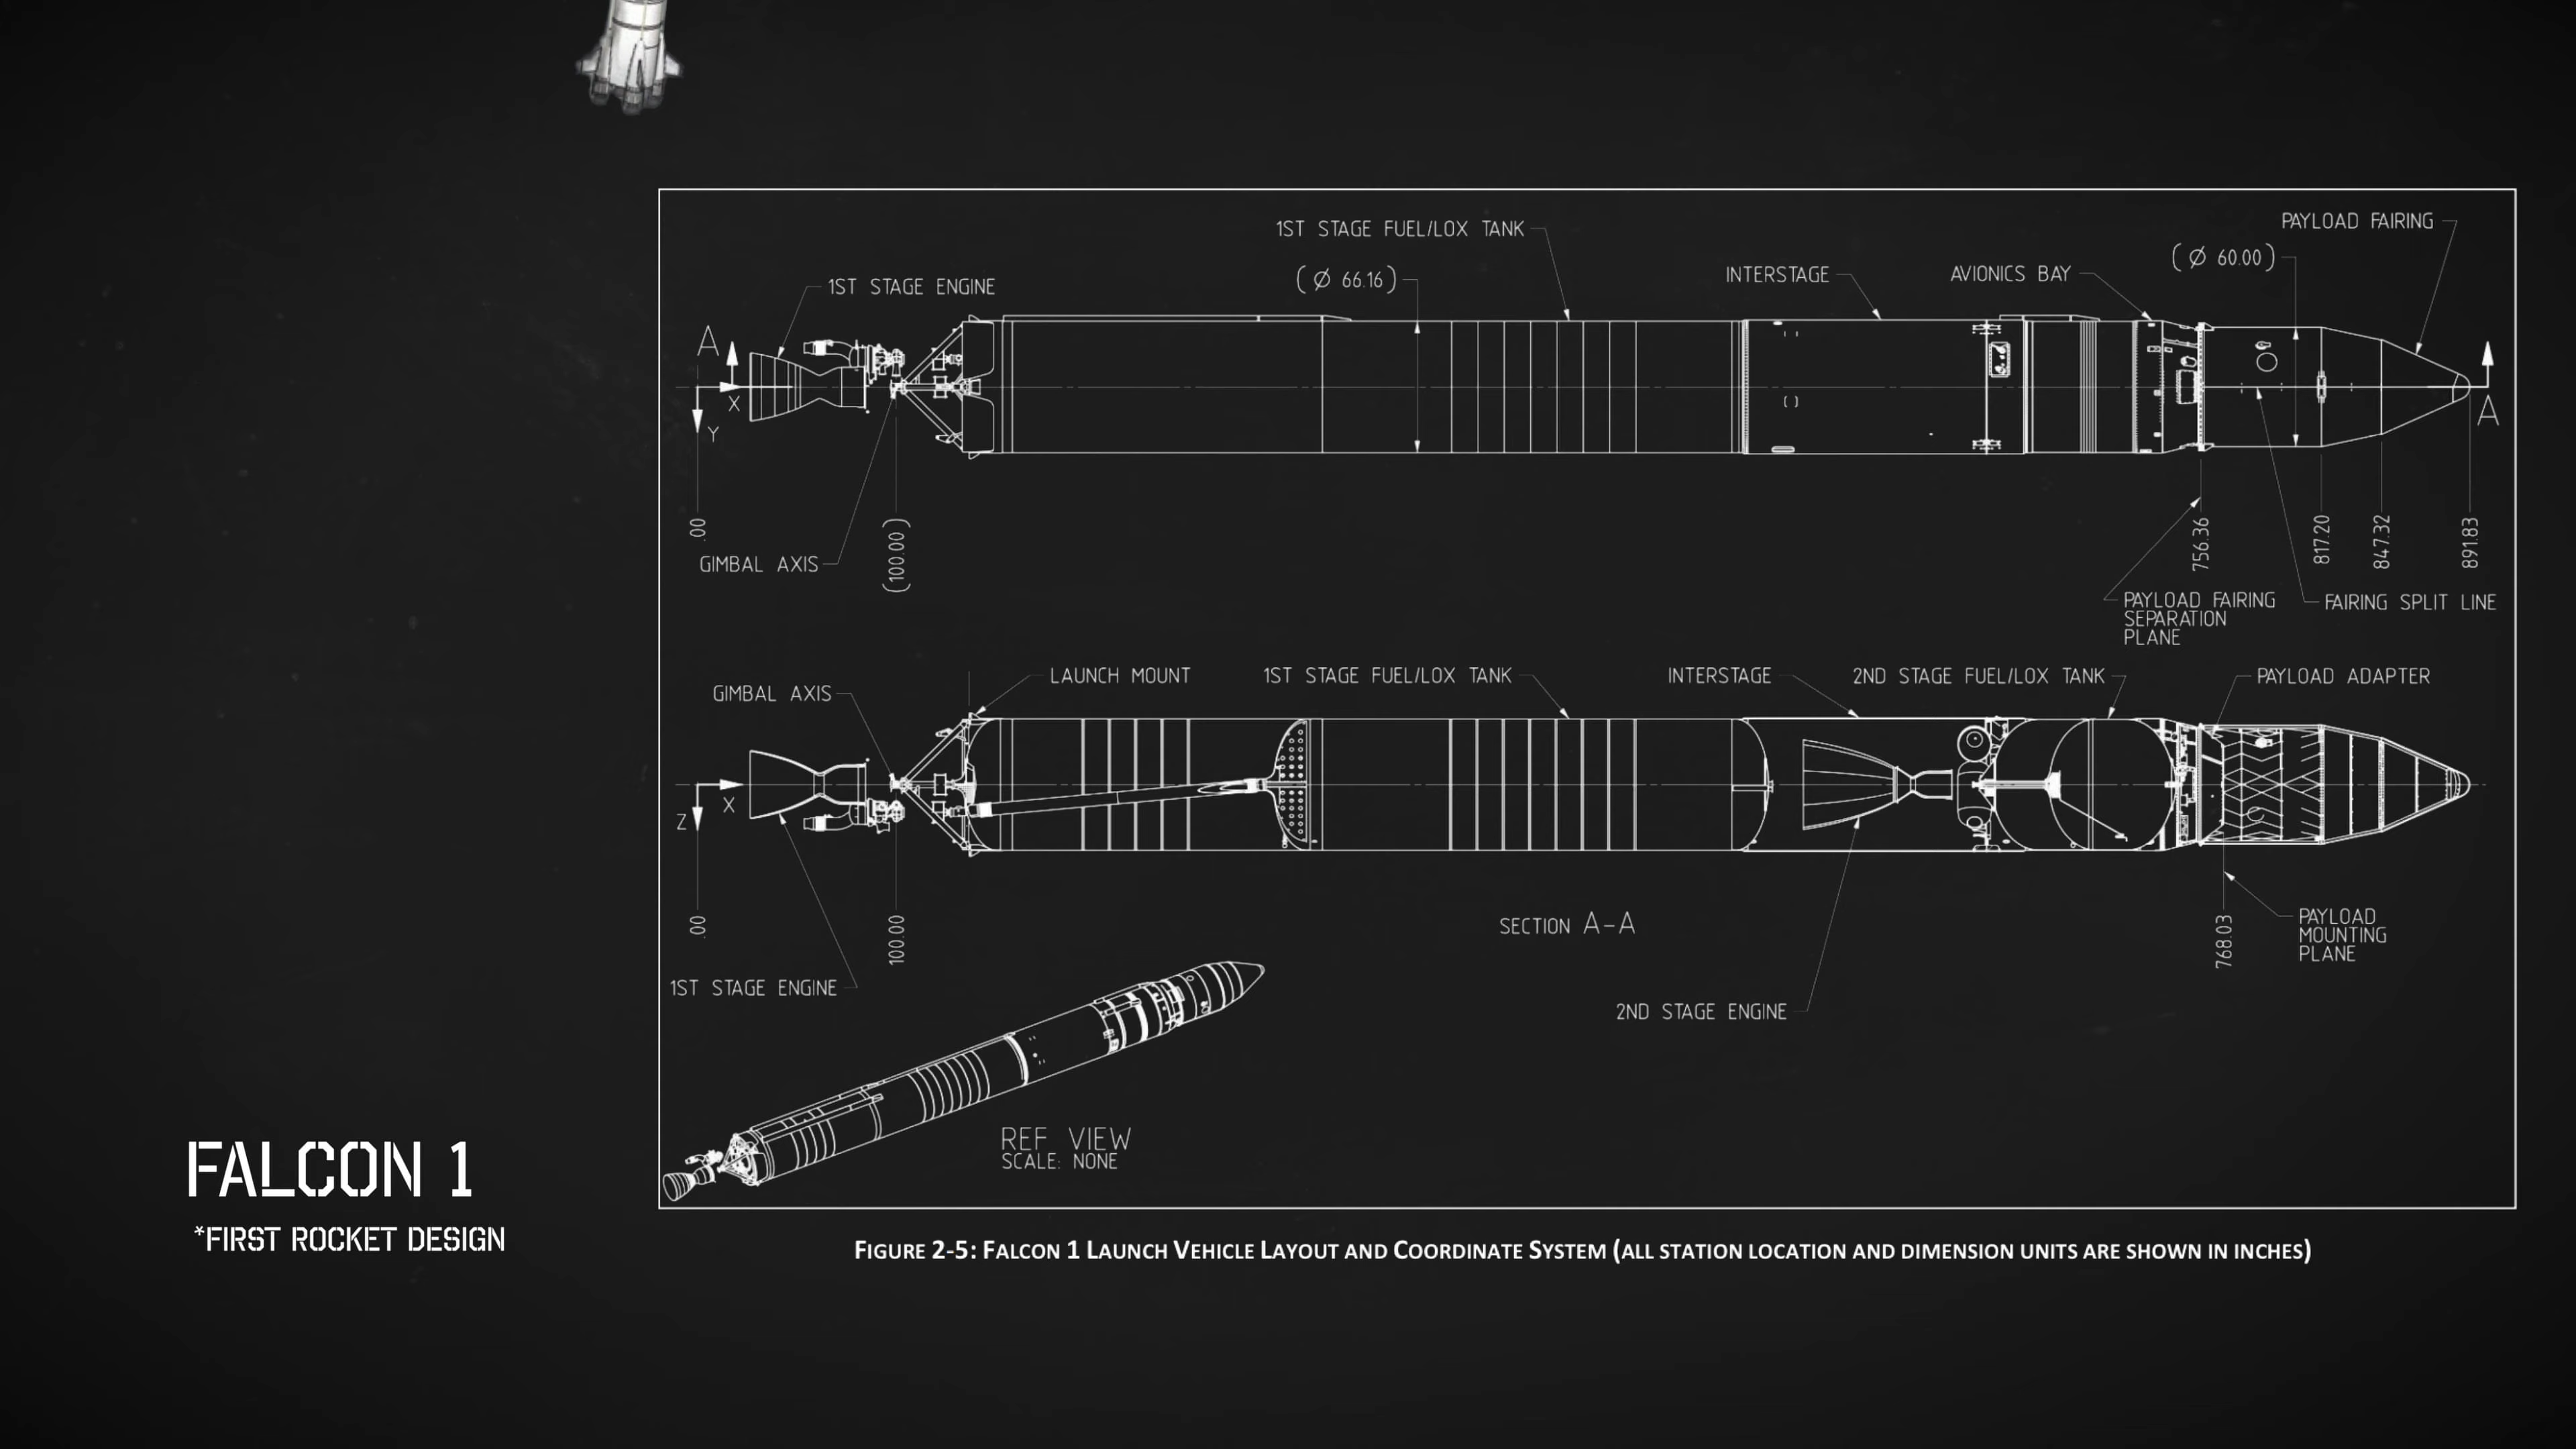 1ST STAGE FUEL/LOX TANK
PAYLOAD FAIRING
(Ø 66.16)
INTERSTAGE
AVIONICS BAY
(Ø 60.00)
1ST STAGE ENGINE
A
X
Y
A
.00
GIMBAL AXIS
(100.00)
756.36
817.20
847.32
891.83
PAYLOAD FAIRING
SEPARATION
PLANE
FAIRING SPLIT LINE
GIMBAL AXIS
LAUNCH MOUNT
1ST STAGE FUEL/LOX TANK
INTERSTAGE
2ND STAGE FUEL/LOX TANK
PAYLOAD ADAPTER
X
Z
.00
100.00
1ST STAGE ENGINE
SECTION A-A
2ND STAGE ENGINE
768.03
PAYLOAD
MOUNTING
PLANE
REF VIEW
SCALE: NONE
FALCON 1
*FIRST ROCKET DESIGN
FIGURE 2-5: FALCON 1 LAUNCH VEHICLE LAYOUT AND COORDINATE SYSTEM (ALL STATION LOCATION AND DIMENSION UNITS ARE SHOWN IN INCHES)